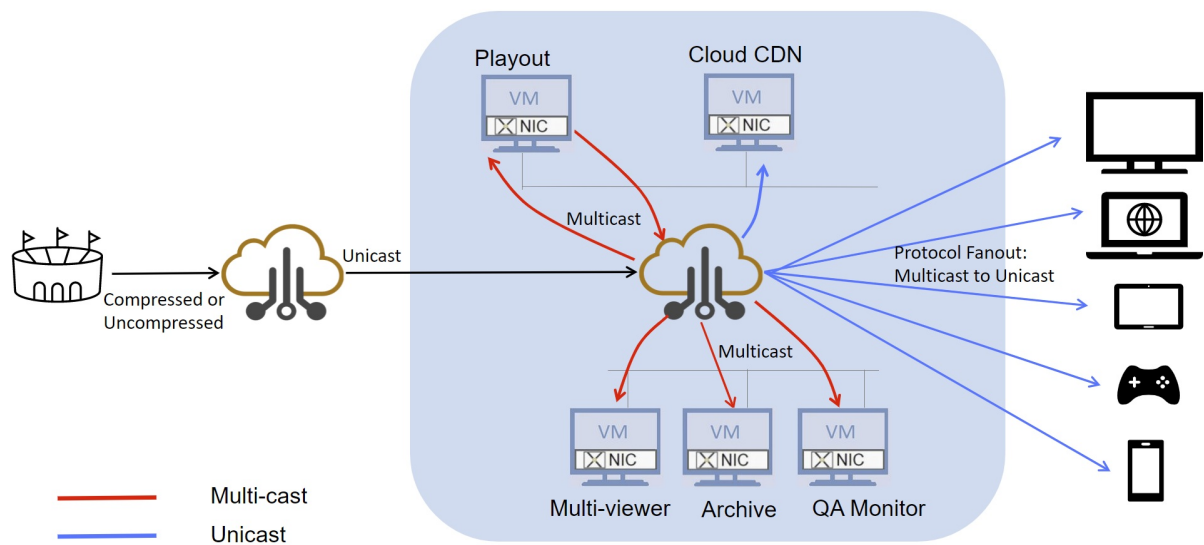 Playout
Cloud CDN
VM
VM
NIC
NIC
Multicast
Unicast
Compressed or
Uncompressed
Protocol Fanout:
Multicast to Unicast
Multicast
VM
VM
VM
NIC
NIC
NIC
Multi-viewer
Archive
QA Monitor
Multi-cast
Unicast